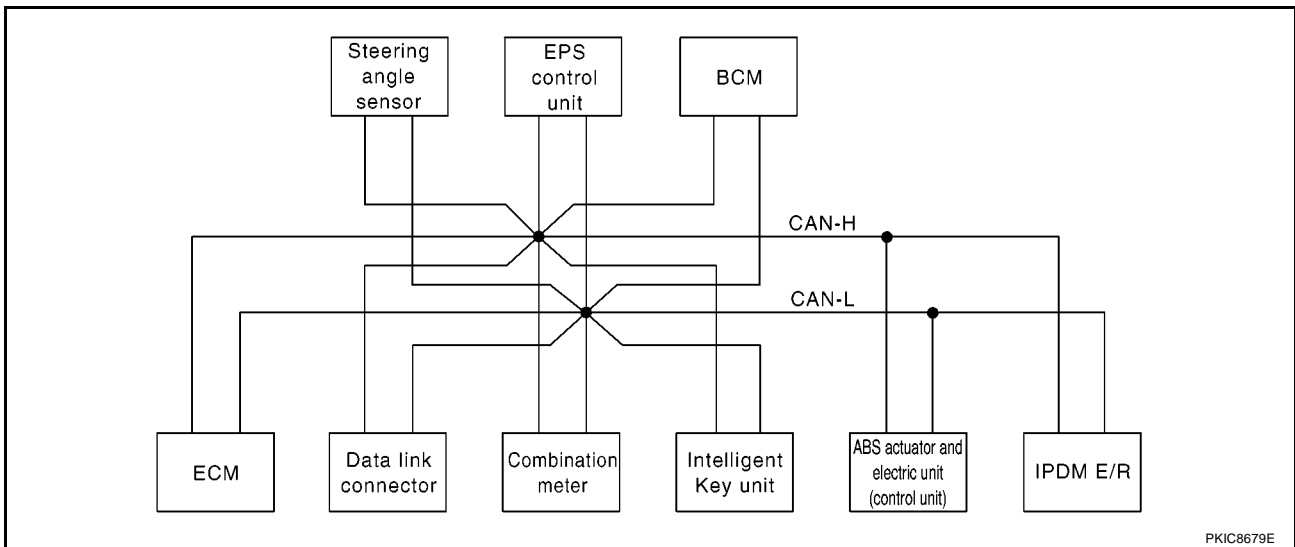 Steering
angle
sensor
EPS
control
unit
BCM
CAN-H
CAN-L
ECM
Data link
connector
Combination
meter
Intelligent
Key unit
ABS actuator and
electric unit
(control unit)
IPDM E/R
PKIC8679E